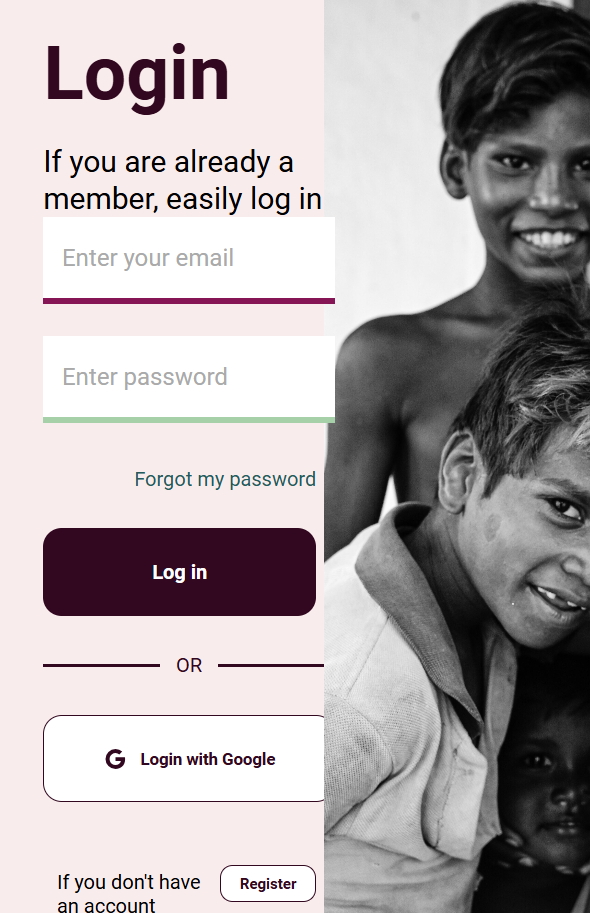 Login
If you are already a
member, easily log in
Enter your email
Enter password
Forgot my password
Log in
OR
Login with Google
If you don't have
an account
Register